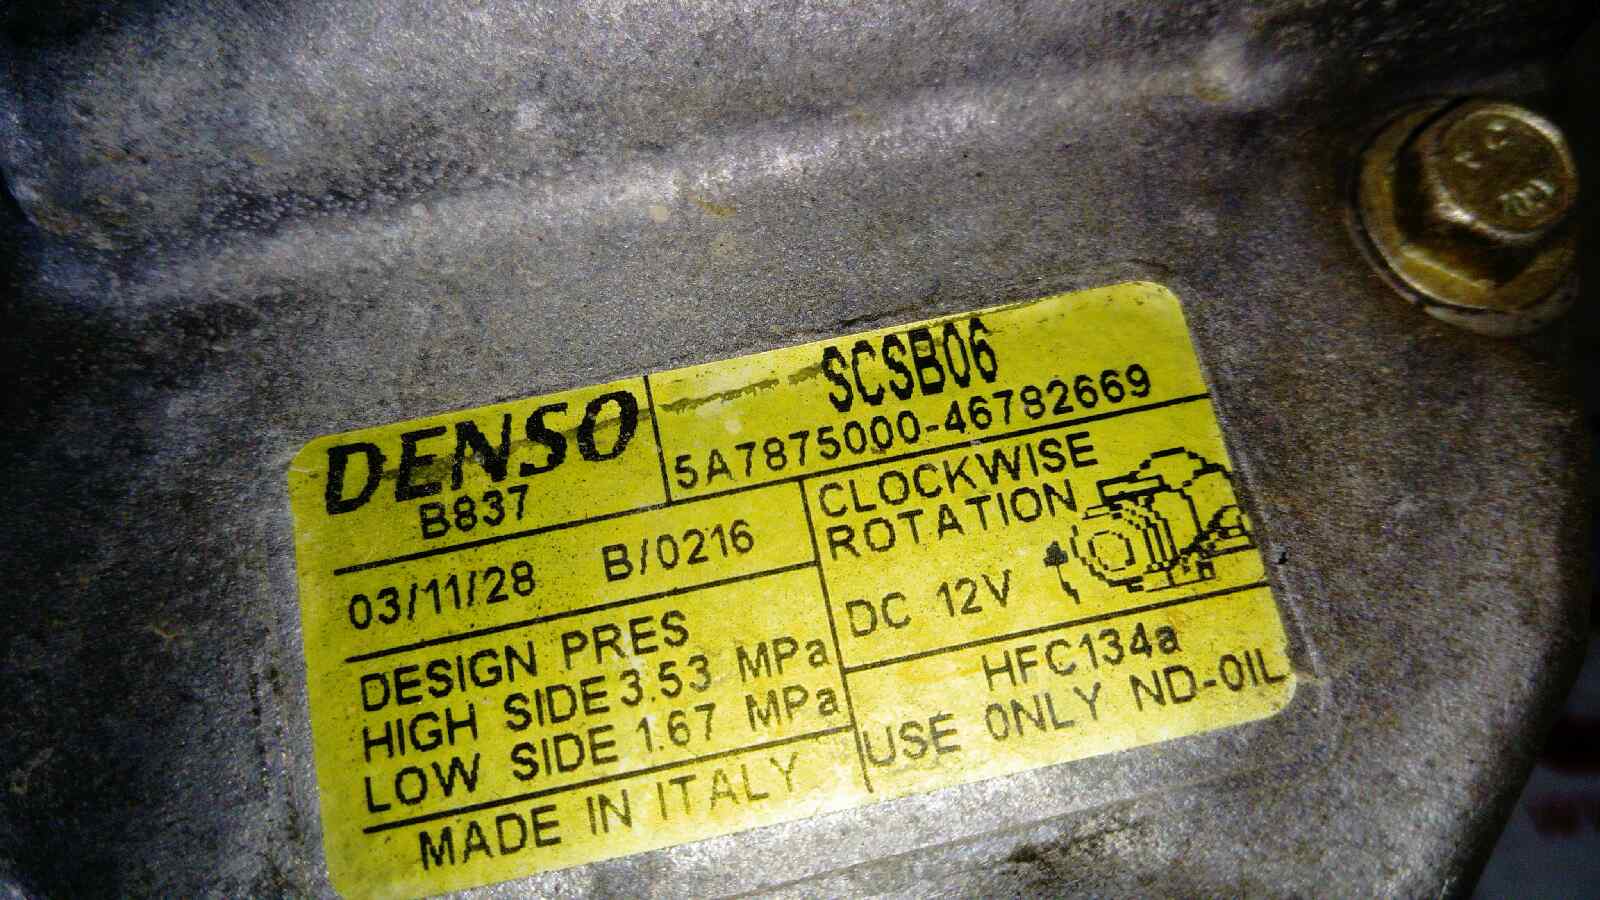 DENSO
B837
SCSB06
5A7875000-46782669
03/11/28 B/0216
CLOCKWISE
ROTATION
DC 12V
DESIGN PRES
HIGH SIDE 3.53 MPa
LOW SIDE 1.67 MPa
HFC134a
USE ONLY ND-OIL
MADE IN ITALY